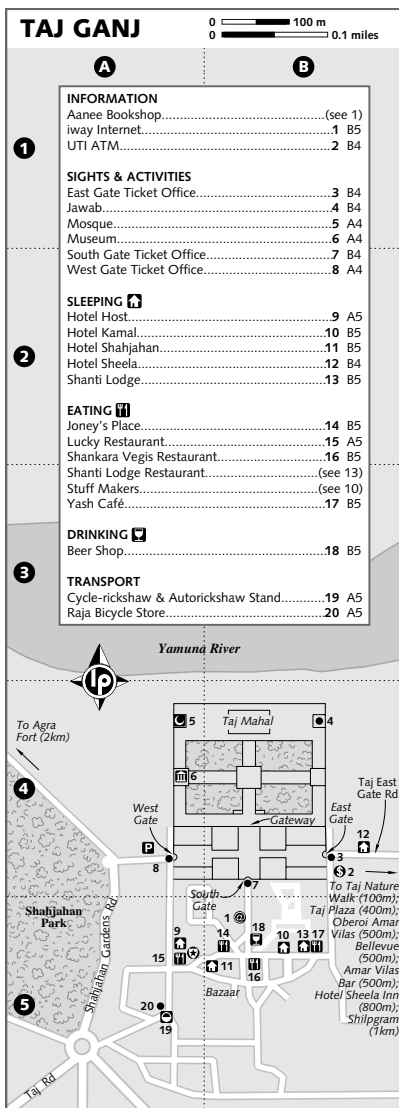 TAJ GANJ
0 100 m
0 0.1 miles
A B
1
INFORMATION
Aanee Bookshop..........(see 1)
iway Internet..........1 B5
UTI ATM..........2 B4
SIGHTS & ACTIVITIES
East Gate Ticket Office..........3 B4
Jawab..........4 B4
Mosque..........5 A4
Museum..........6 A4
South Gate Ticket Office..........7 B4
West Gate Ticket Office..........8 A4
2
SLEEPING
Hotel Host..........9 A5
Hotel Kamal..........10 B5
Hotel Shahjahan..........11 B5
Hotel Sheela..........12 B4
Shanti Lodge..........13 B5
EATING
Joney's Place..........14 B5
Lucky Restaurant..........15 A5
Shankara Vegis Restaurant..........16 B5
Shanti Lodge Restaurant..........(see 13)
Stuff Makers..........(see 10)
Yash Café..........17 B5
3
DRINKING
Beer Shop..........18 B5
TRANSPORT
Cycle-rickshaw & Autorickshaw Stand..........19 A5
Raja Bicycle Store..........20 A5
Yamuna River
lp
To Agra
Fort (2km)
5
Taj Mahal
4
6
4
Taj East
Gate Rd
West
Gate
Gateway
East
Gate
12
P
8
3
$ 2
South
Gate
7
To Taj Nature
Walk (100m);
Taj Plaza (400m);
Oberoi Amar
Vilas (500m);
Bellevue
(500m);
Amar Vilas
Bar (500m);
Hotel Sheela Inn
(800m);
Shilpgram
(1km)
Shahjahan
Park
Shahjahan Gardens Rd
1 @
9
14
18
10
13 17
15
11
16
Bazaar
5
20
19
Taj Rd